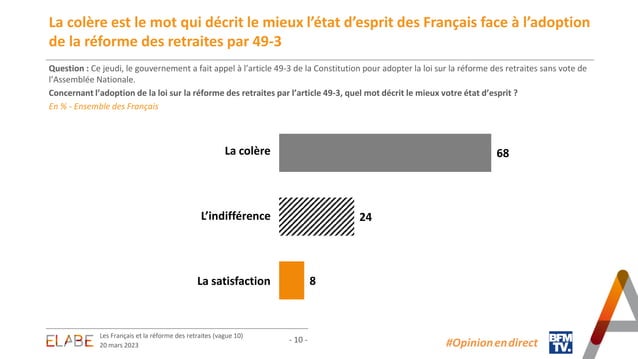 La colère est le mot qui décrit le mieux l’état d’esprit des Français face à l’adoption
de la réforme des retraites par 49-3
Question : Ce jeudi, le gouvernement a fait appel à l’article 49-3 de la Constitution pour adopter la loi sur la réforme des retraites sans vote de
l’Assemblée Nationale.
Concernant l’adoption de la loi sur la réforme des retraites par l’article 49-3, quel mot décrit le mieux votre état d’esprit ?
En % - Ensemble des Français
La colère 68
L’indifférence 24
La satisfaction 8
ELABE
Les Français et la réforme des retraites (vague 10)
20 mars 2023
- 10 -
#Opinion en direct
BFM
TV.